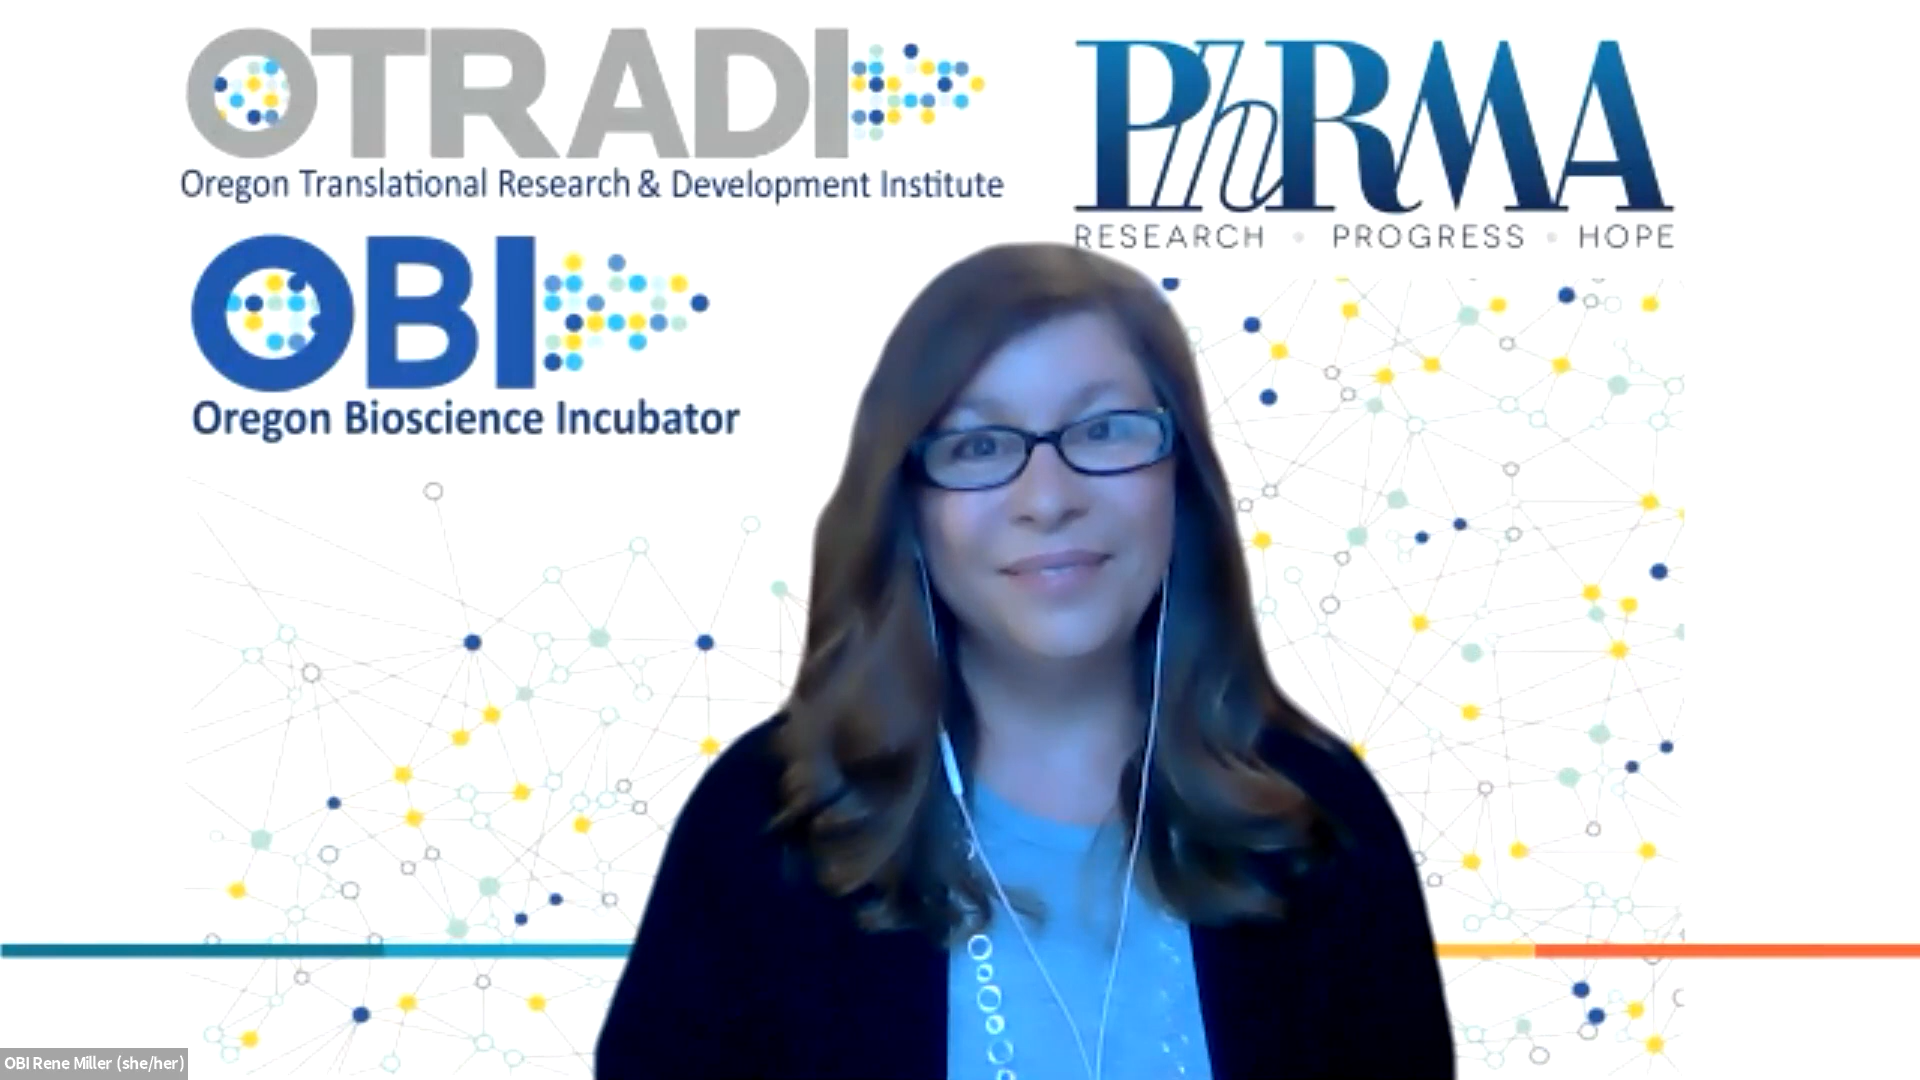 OTRADI
Oregon Translational Research & Development Institute
PhRMA
RESEARCH • PROGRESS • HOPE
OBI
Oregon Bioscience Incubator
OBI Rene Miller (she/her)